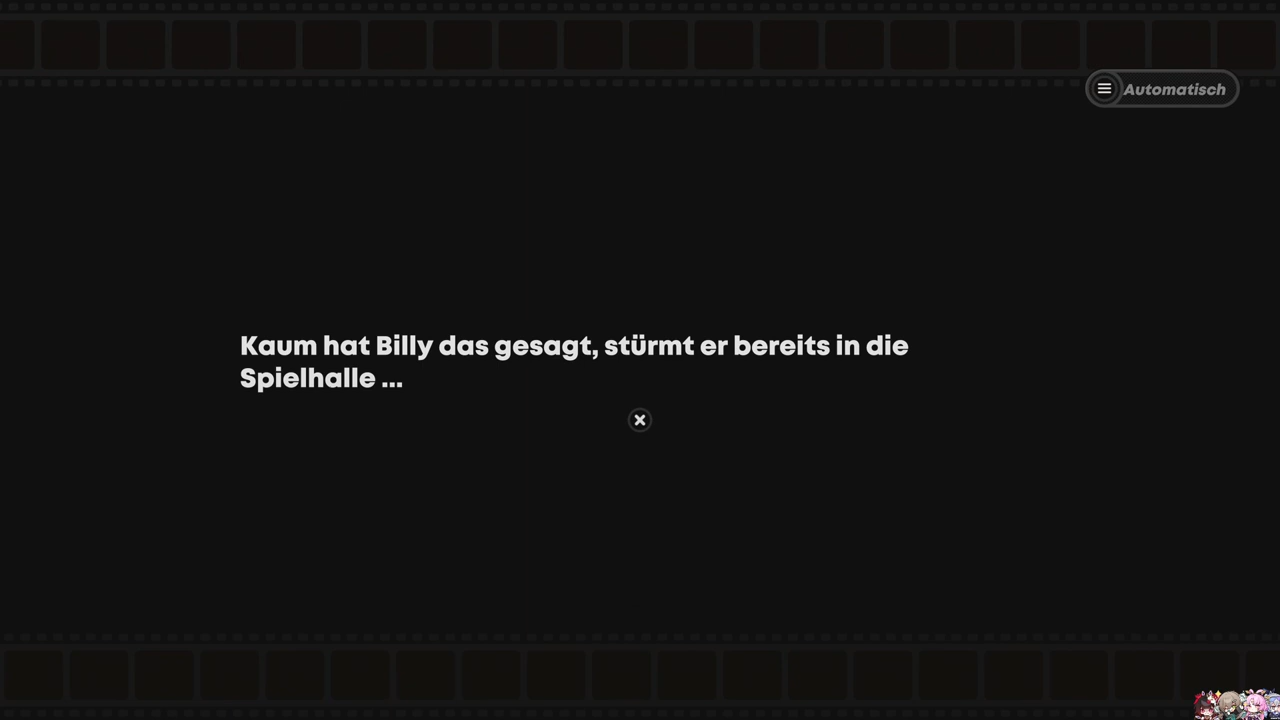 Automatisch
Kaum hat Billy das gesagt, stürmt er bereits in die
Spielhalle ...